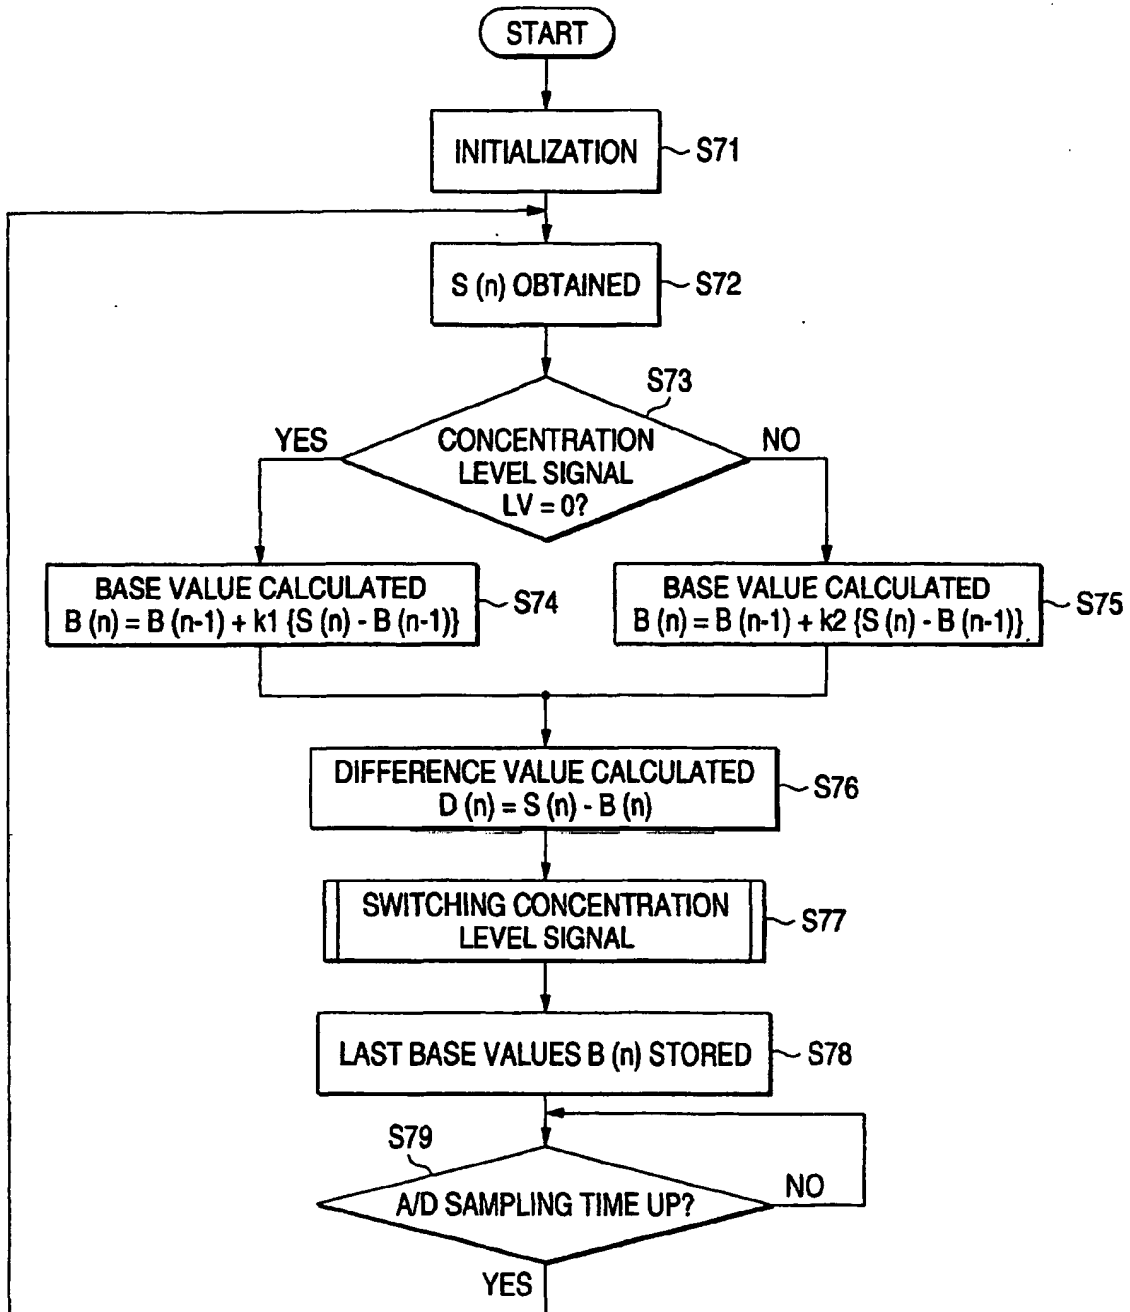 START
INITIALIZATION
S71
S (n) OBTAINED
S72
S73
YES
CONCENTRATION
LEVEL SIGNAL
LV = 0?
NO
BASE VALUE CALCULATED
B (n) = B (n-1) + k1 {S (n) - B (n-1)}
S74
BASE VALUE CALCULATED
B (n) = B (n-1) + k2 {S (n) - B (n-1)}
S75
DIFFERENCE VALUE CALCULATED
D (n) = S (n) - B (n)
S76
SWITCHING CONCENTRATION
LEVEL SIGNAL
S77
LAST BASE VALUES B (n) STORED
S78
S79
A/D SAMPLING TIME UP?
NO
YES